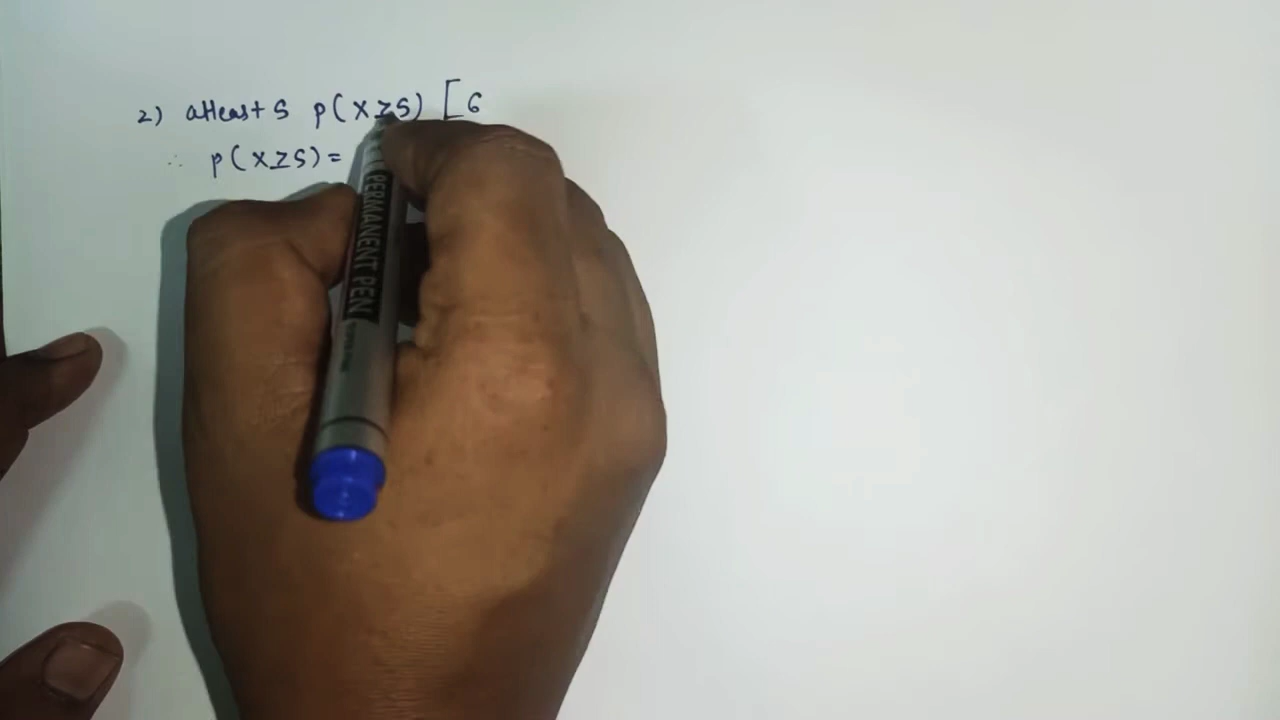 2) atleast 5 p(X≥5) [6
∴ p(X≥5)=
PERMANENT PEN